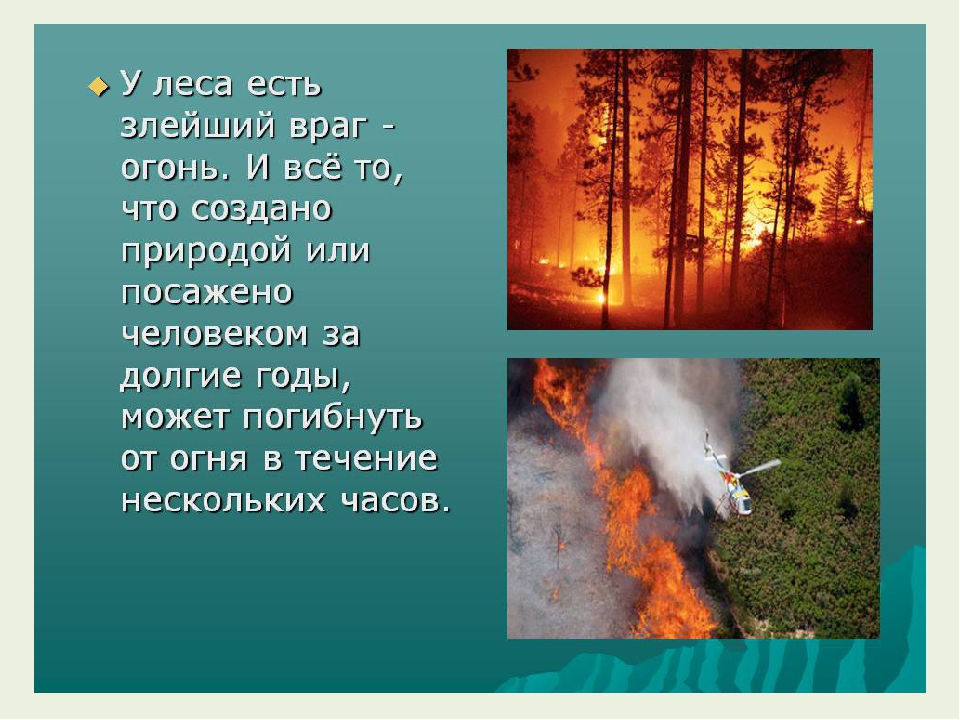 У леса есть
злейший враг -
огонь. И всё то,
что создано
природой или
посажено
человеком за
долгие годы,
может погибнуть
от огня в течение
нескольких часов.